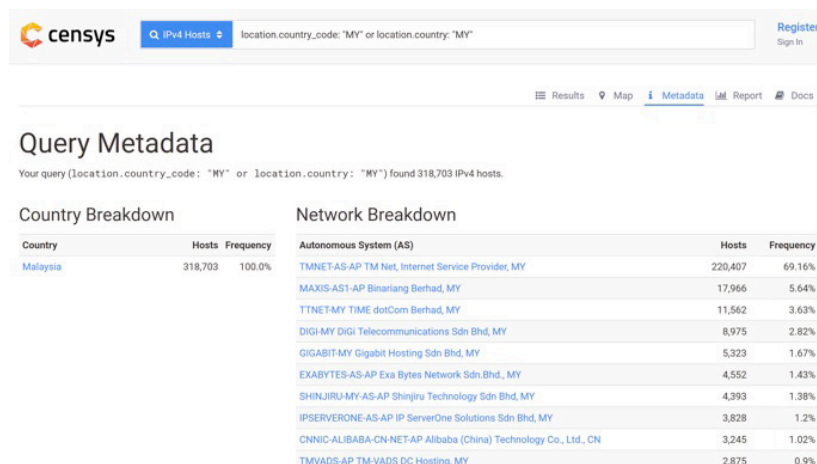 censys
IPv4 Hosts
location.country_code: "MY" or location.country: "MY"
Register
Sign In
Results Map Metadata Report Docs
Query Metadata
Your query (location.country_code: "MY" or location.country: "MY") found 318,703 IPv4 hosts.
Country Breakdown
Country Hosts Frequency
Malaysia 318,703 100.0%
Network Breakdown
Autonomous System (AS) Hosts Frequency
TMNET-AS-AP TM Net, Internet Service Provider, MY 220,407 69.16%
MAXIS-AS1-AP Binariang Berhad, MY 17,966 5.64%
TTNET-MY TIME dotCom Berhad, MY 11,562 3.63%
DIGI-MY DiGi Telecommunications Sdn Bhd, MY 8,975 2.82%
GIGABIT-MY Gigabit Hosting Sdn Bhd, MY 5,323 1.67%
EXABYTES-AS-AP Exa Bytes Network Sdn.Bhd., MY 4,552 1.43%
SHINJIRU-MY-AS-AP Shinjiru Technology Sdn Bhd, MY 4,393 1.38%
IPSERVERONE-AS-AP IP ServerOne Solutions Sdn Bhd, MY 3,828 1.2%
CNNIC-ALIBABA-CN-NET-AP Alibaba (China) Technology Co., Ltd., CN 3,245 1.02%
TMVADS-AP TM-VADS DC Hosting, MY 2,875 0.9%